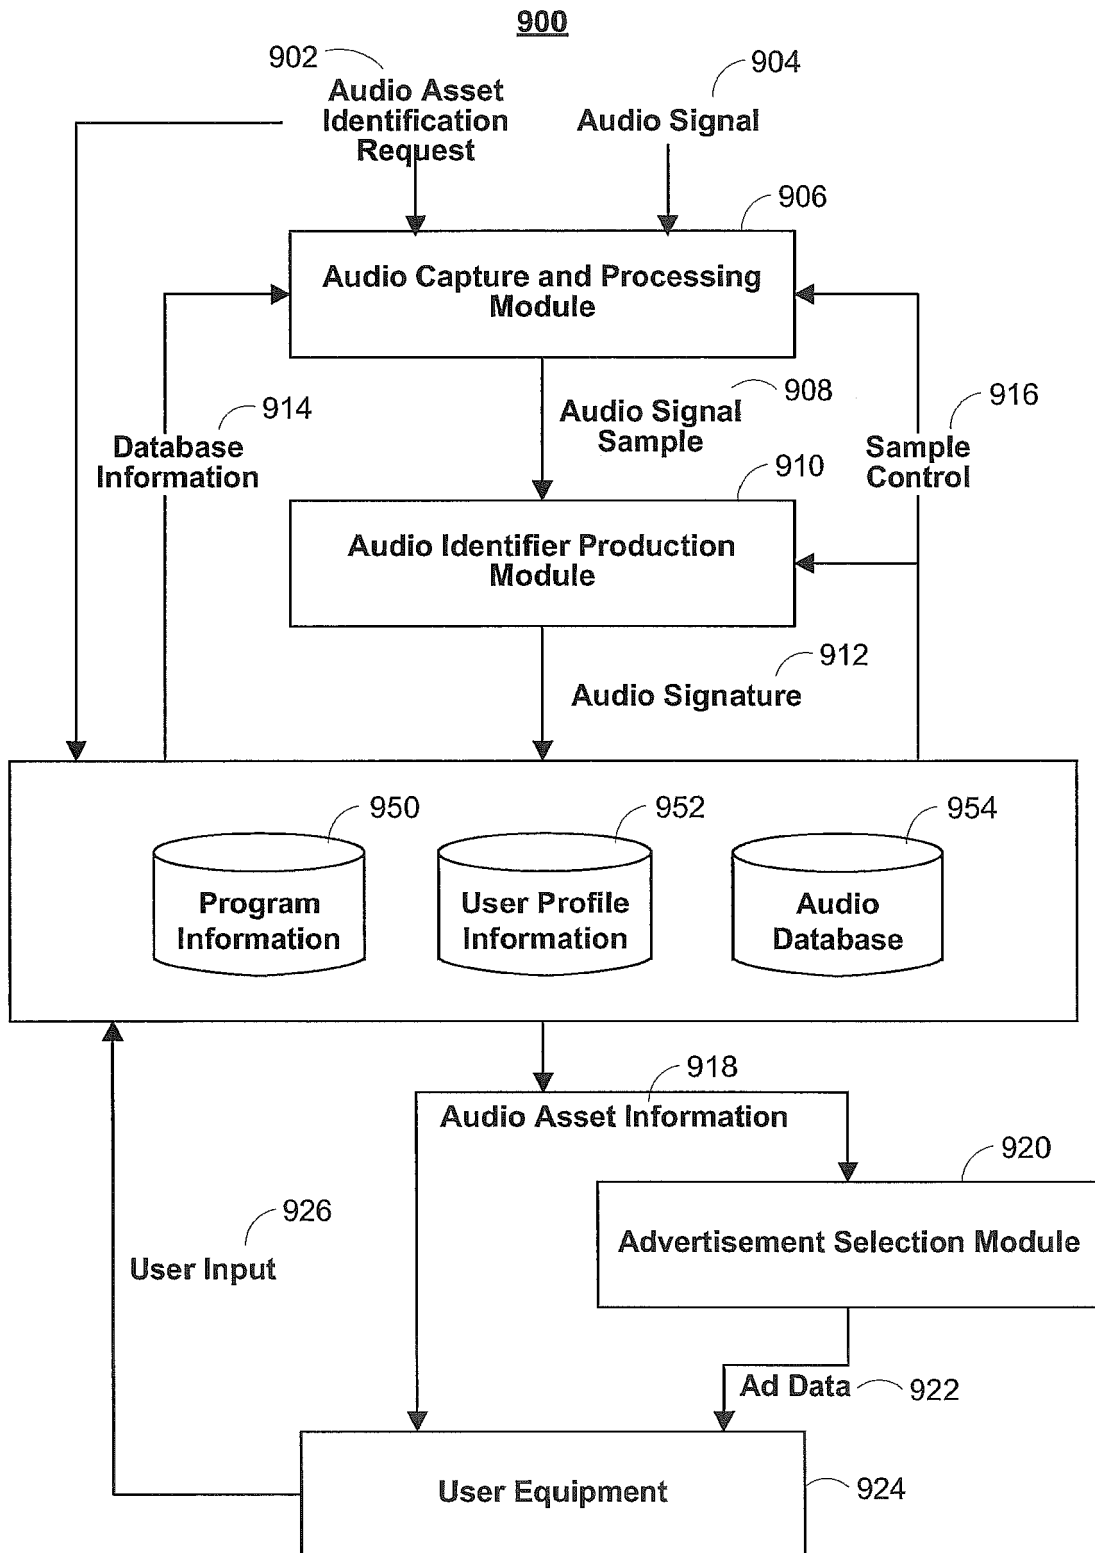 900
902
904
Audio Asset
Identification
Request
Audio Signal
906
Audio Capture and Processing
Module
908
914
Audio Signal
Sample
916
Database
Information
Sample
Control
910
Audio Identifier Production
Module
912
Audio Signature
950
952
954
Program
Information
User Profile
Information
Audio
Database
918
Audio Asset Information
920
926
Advertisement Selection Module
User Input
Ad Data
922
User Equipment
924